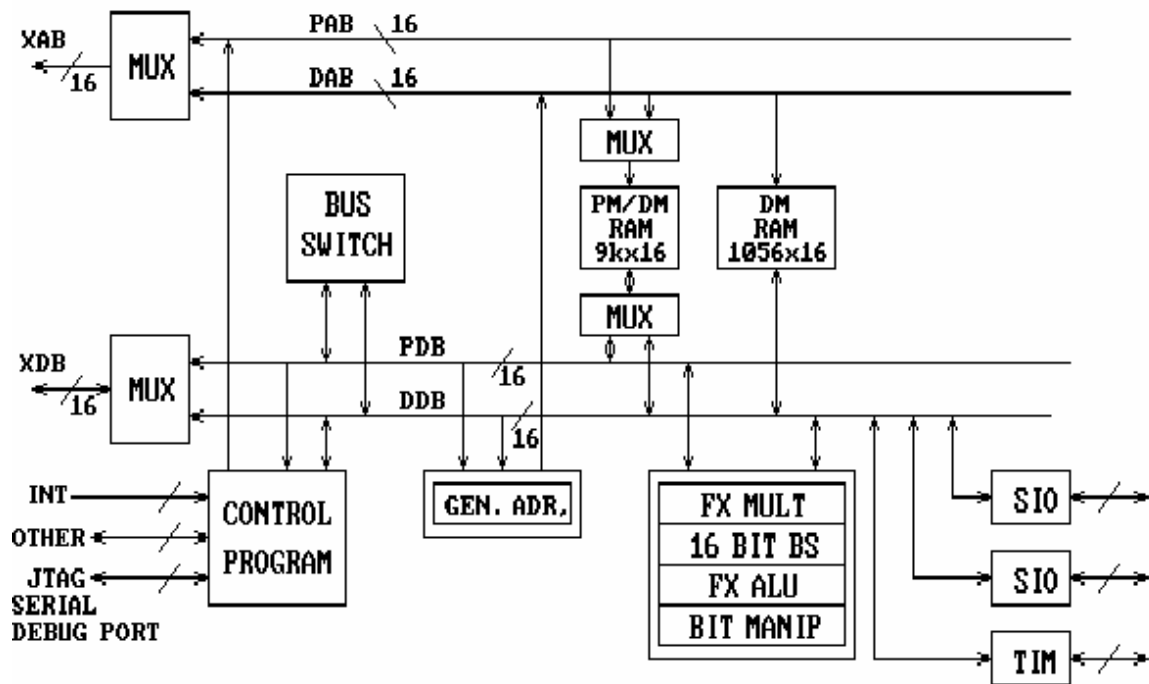 XAB
16
MUX
PAB 16
DAB 16
MUX
BUS
SWITCH
PM/DM
RAM
9kx16
DM
RAM
1056x16
MUX
XDB
16
MUX
PDB
16
DDB
16
INT
OTHER
JTAG
SERIAL
DEBUG PORT
CONTROL
PROGRAM
GEN. ADR,
FX MULT
16 BIT BS
FX ALU
BIT MANIP
SIO
SIO
TIM